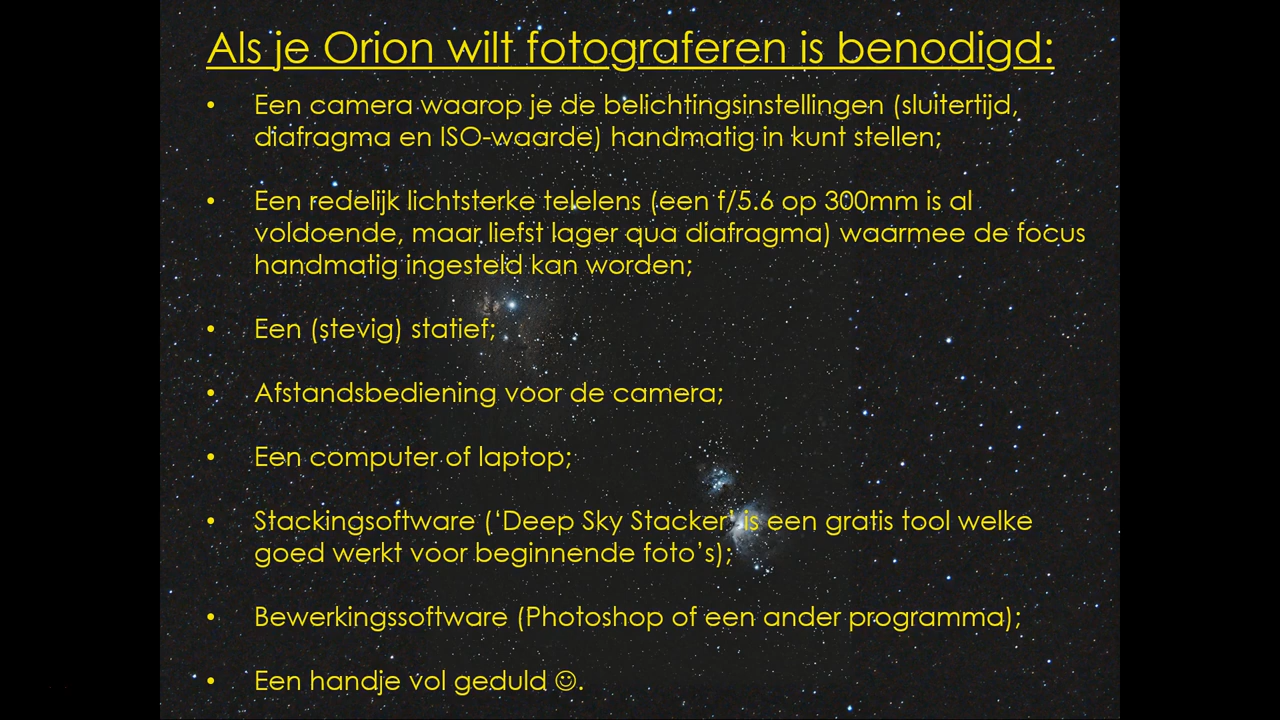 Als je Orion wilt fotograferen is benodigd:
• Een camera waarop je de belichtingsinstellingen (sluitertijd,
diafragma en ISO-waarde) handmatig in kunt stellen;
• Een redelijk lichtsterke telelens (een f/5.6 op 300mm is al
voldoende, maar liefst lager qua diafragma) waarmee de focus
handmatig ingesteld kan worden;
• Een (stevig) statief;
• Afstandsbediening voor de camera;
• Een computer of laptop;
• Stackingsoftware (‘Deep Sky Stacker’ is een gratis tool welke
goed werkt voor beginnende foto’s);
• Bewerkingssoftware (Photoshop of een ander programma);
• Een handje vol geduld ☺.